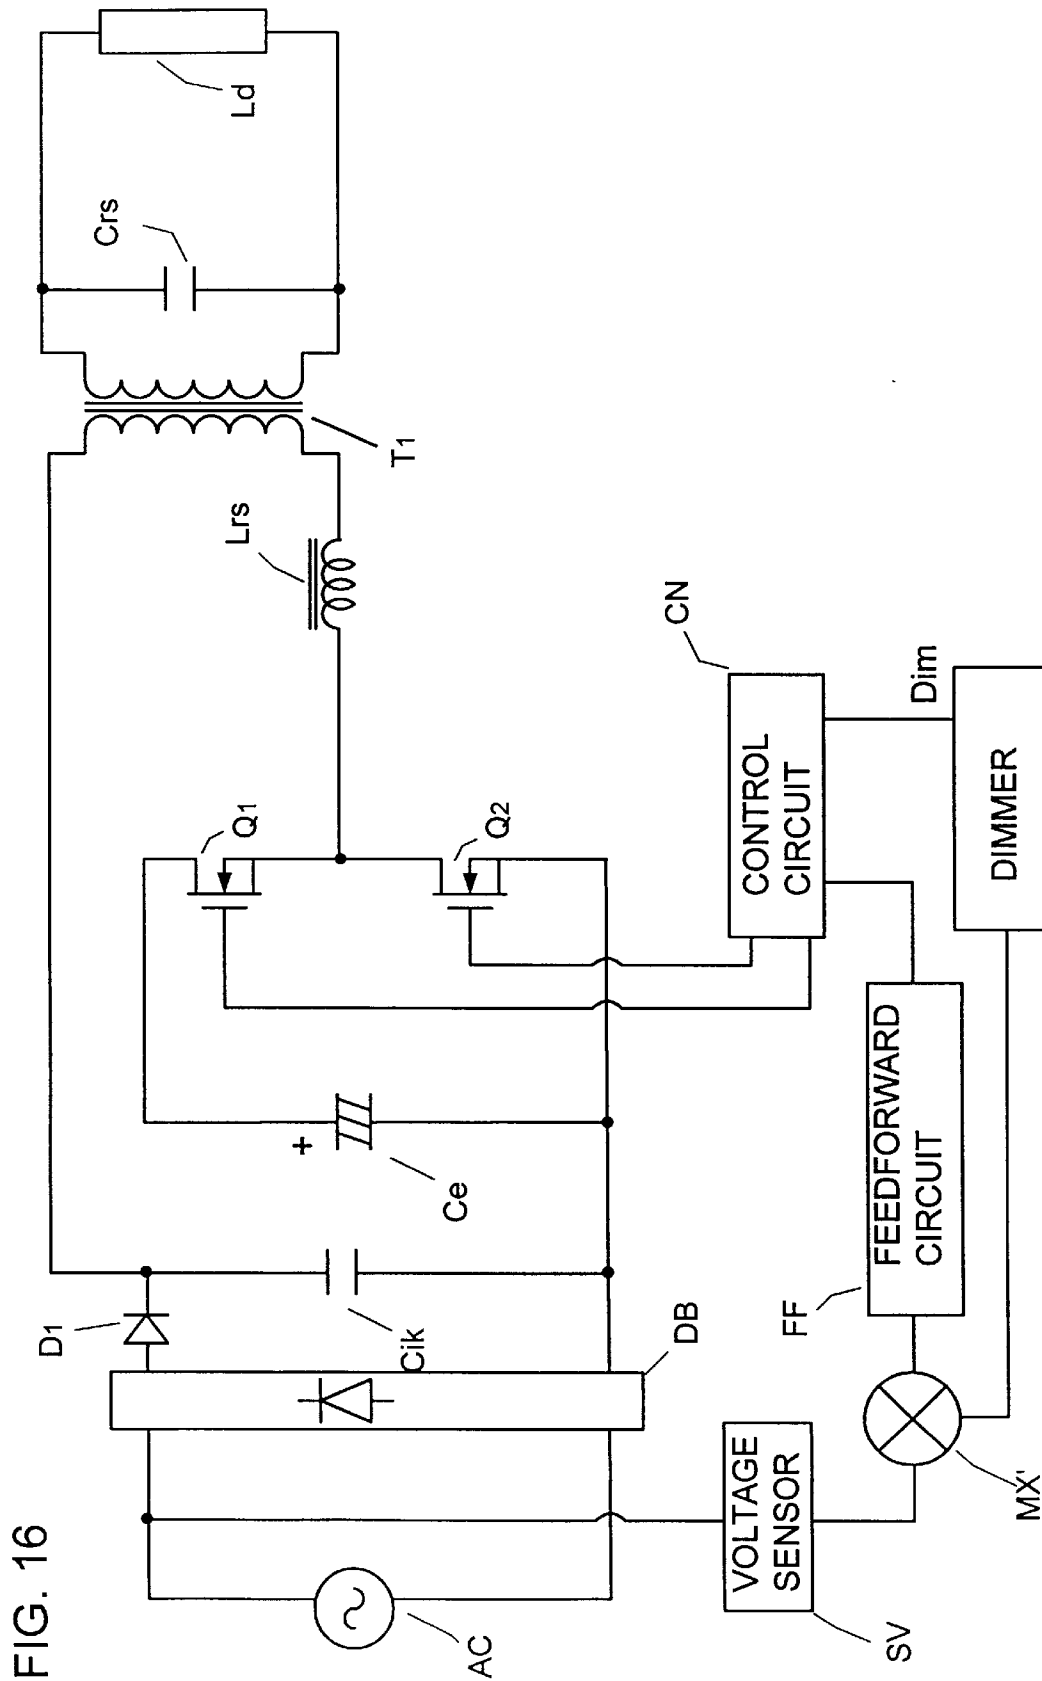 FIG. 16
Ld
Crs
T1
Lrs
Q1
Q2
+
Ce
D1
Cik
DB
AC
CN
CONTROL
CIRCUIT
Dim
DIMMER
FEEDFORWARD
CIRCUIT
FF
MX'
VOLTAGE
SENSOR
SV